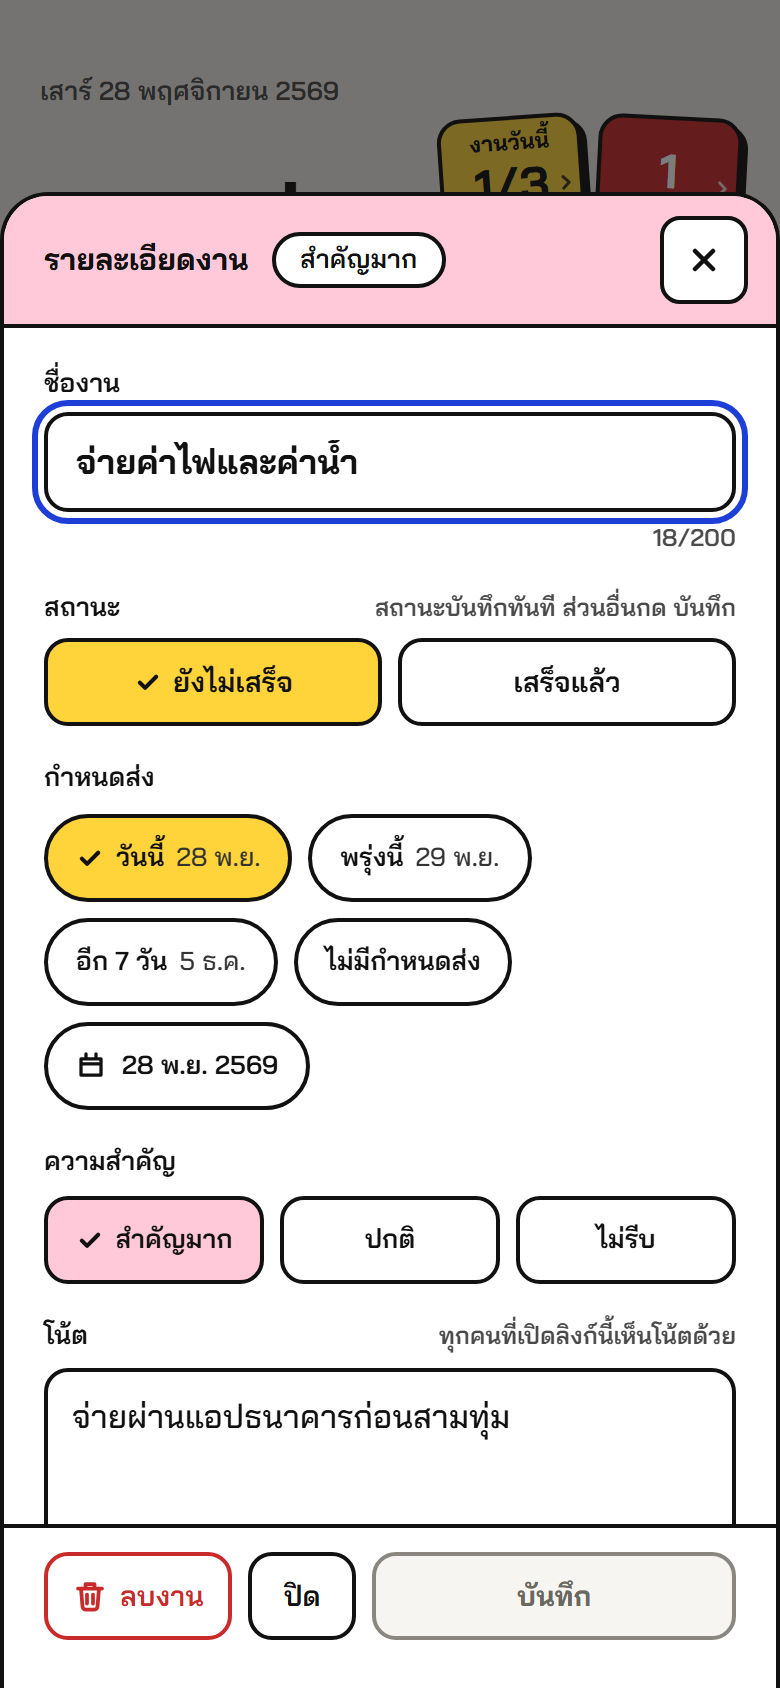 เสาร์ 28 พฤศจิกายน 2569
งานวันนี้
1/3
1
รายละเอียดงาน สำคัญมาก
ชื่องาน
จ่ายค่าไฟและค่าน้ำ
18/200
สถานะ สถานะบันทึกทันที ส่วนอื่นกด บันทึก
ยังไม่เสร็จ เสร็จแล้ว
กำหนดส่ง
วันนี้ 28 พ.ย. พรุ่งนี้ 29 พ.ย.
อีก 7 วัน 5 ธ.ค. ไม่มีกำหนดส่ง
28 พ.ย. 2569
ความสำคัญ
สำคัญมาก ปกติ ไม่รีบ
โน้ต ทุกคนที่เปิดลิงก์นี้เห็นโน้ตด้วย
จ่ายผ่านแอปธนาคารก่อนสามทุ่ม
ลบงาน ปิด บันทึก